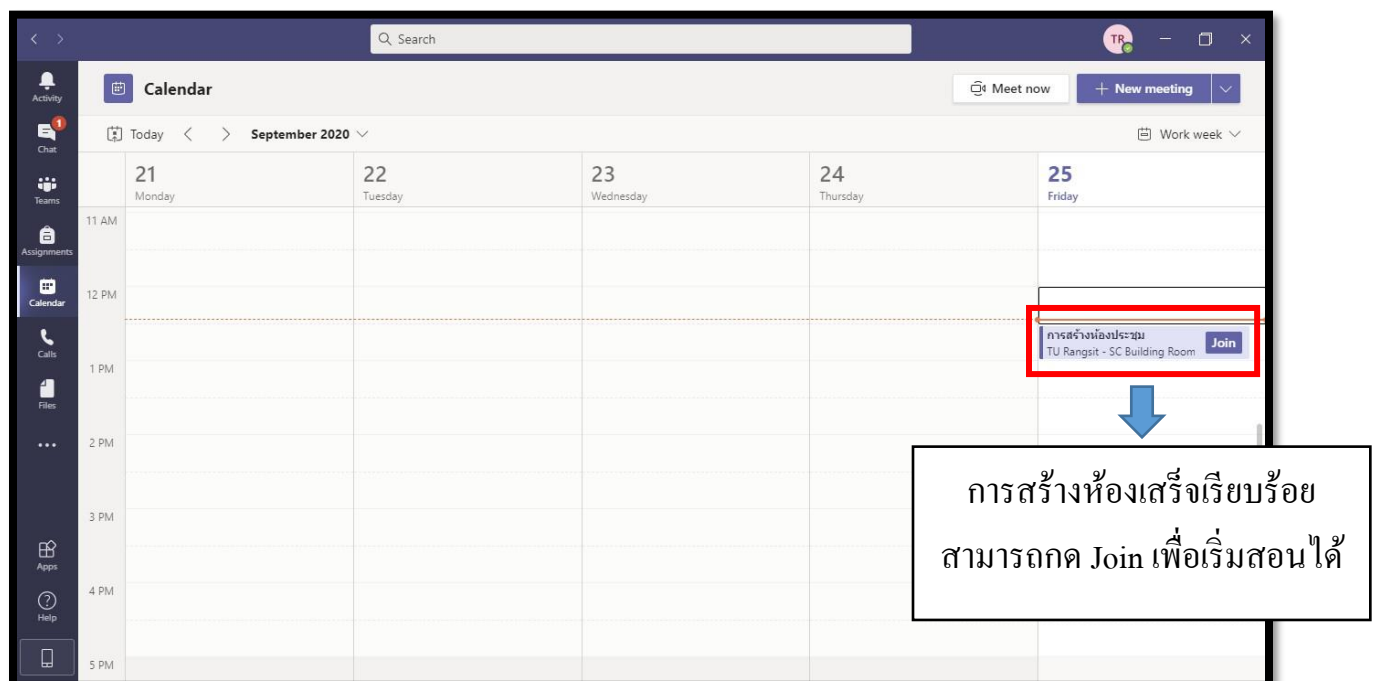 Search
TR
Activity
Calendar
Meet now
+ New meeting
1
Chat
Today
September 2020
Work week
Teams
21
Monday
22
Tuesday
23
Wednesday
24
Thursday
25
Friday
11 AM
Assignments
Calendar
12 PM
Calls
การสร้างห้องประชุม
TU Rangsit - SC Building Room
Join
1 PM
Files
2 PM
การสร้างห้องเสร็จเรียบร้อย
สามารถกด Join เพื่อเริ่มสอนได้
3 PM
Apps
4 PM
Help
5 PM